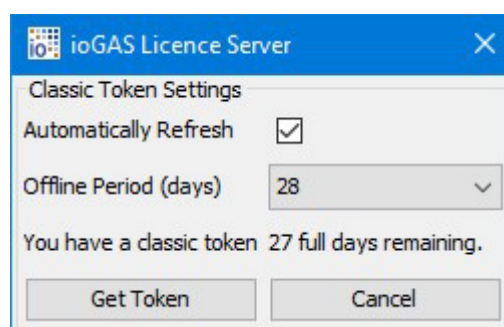 io ioGAS Licence Server
Classic Token Settings
Automatically Refresh
Offline Period (days) 28
You have a classic token 27 full days remaining.
Get Token Cancel